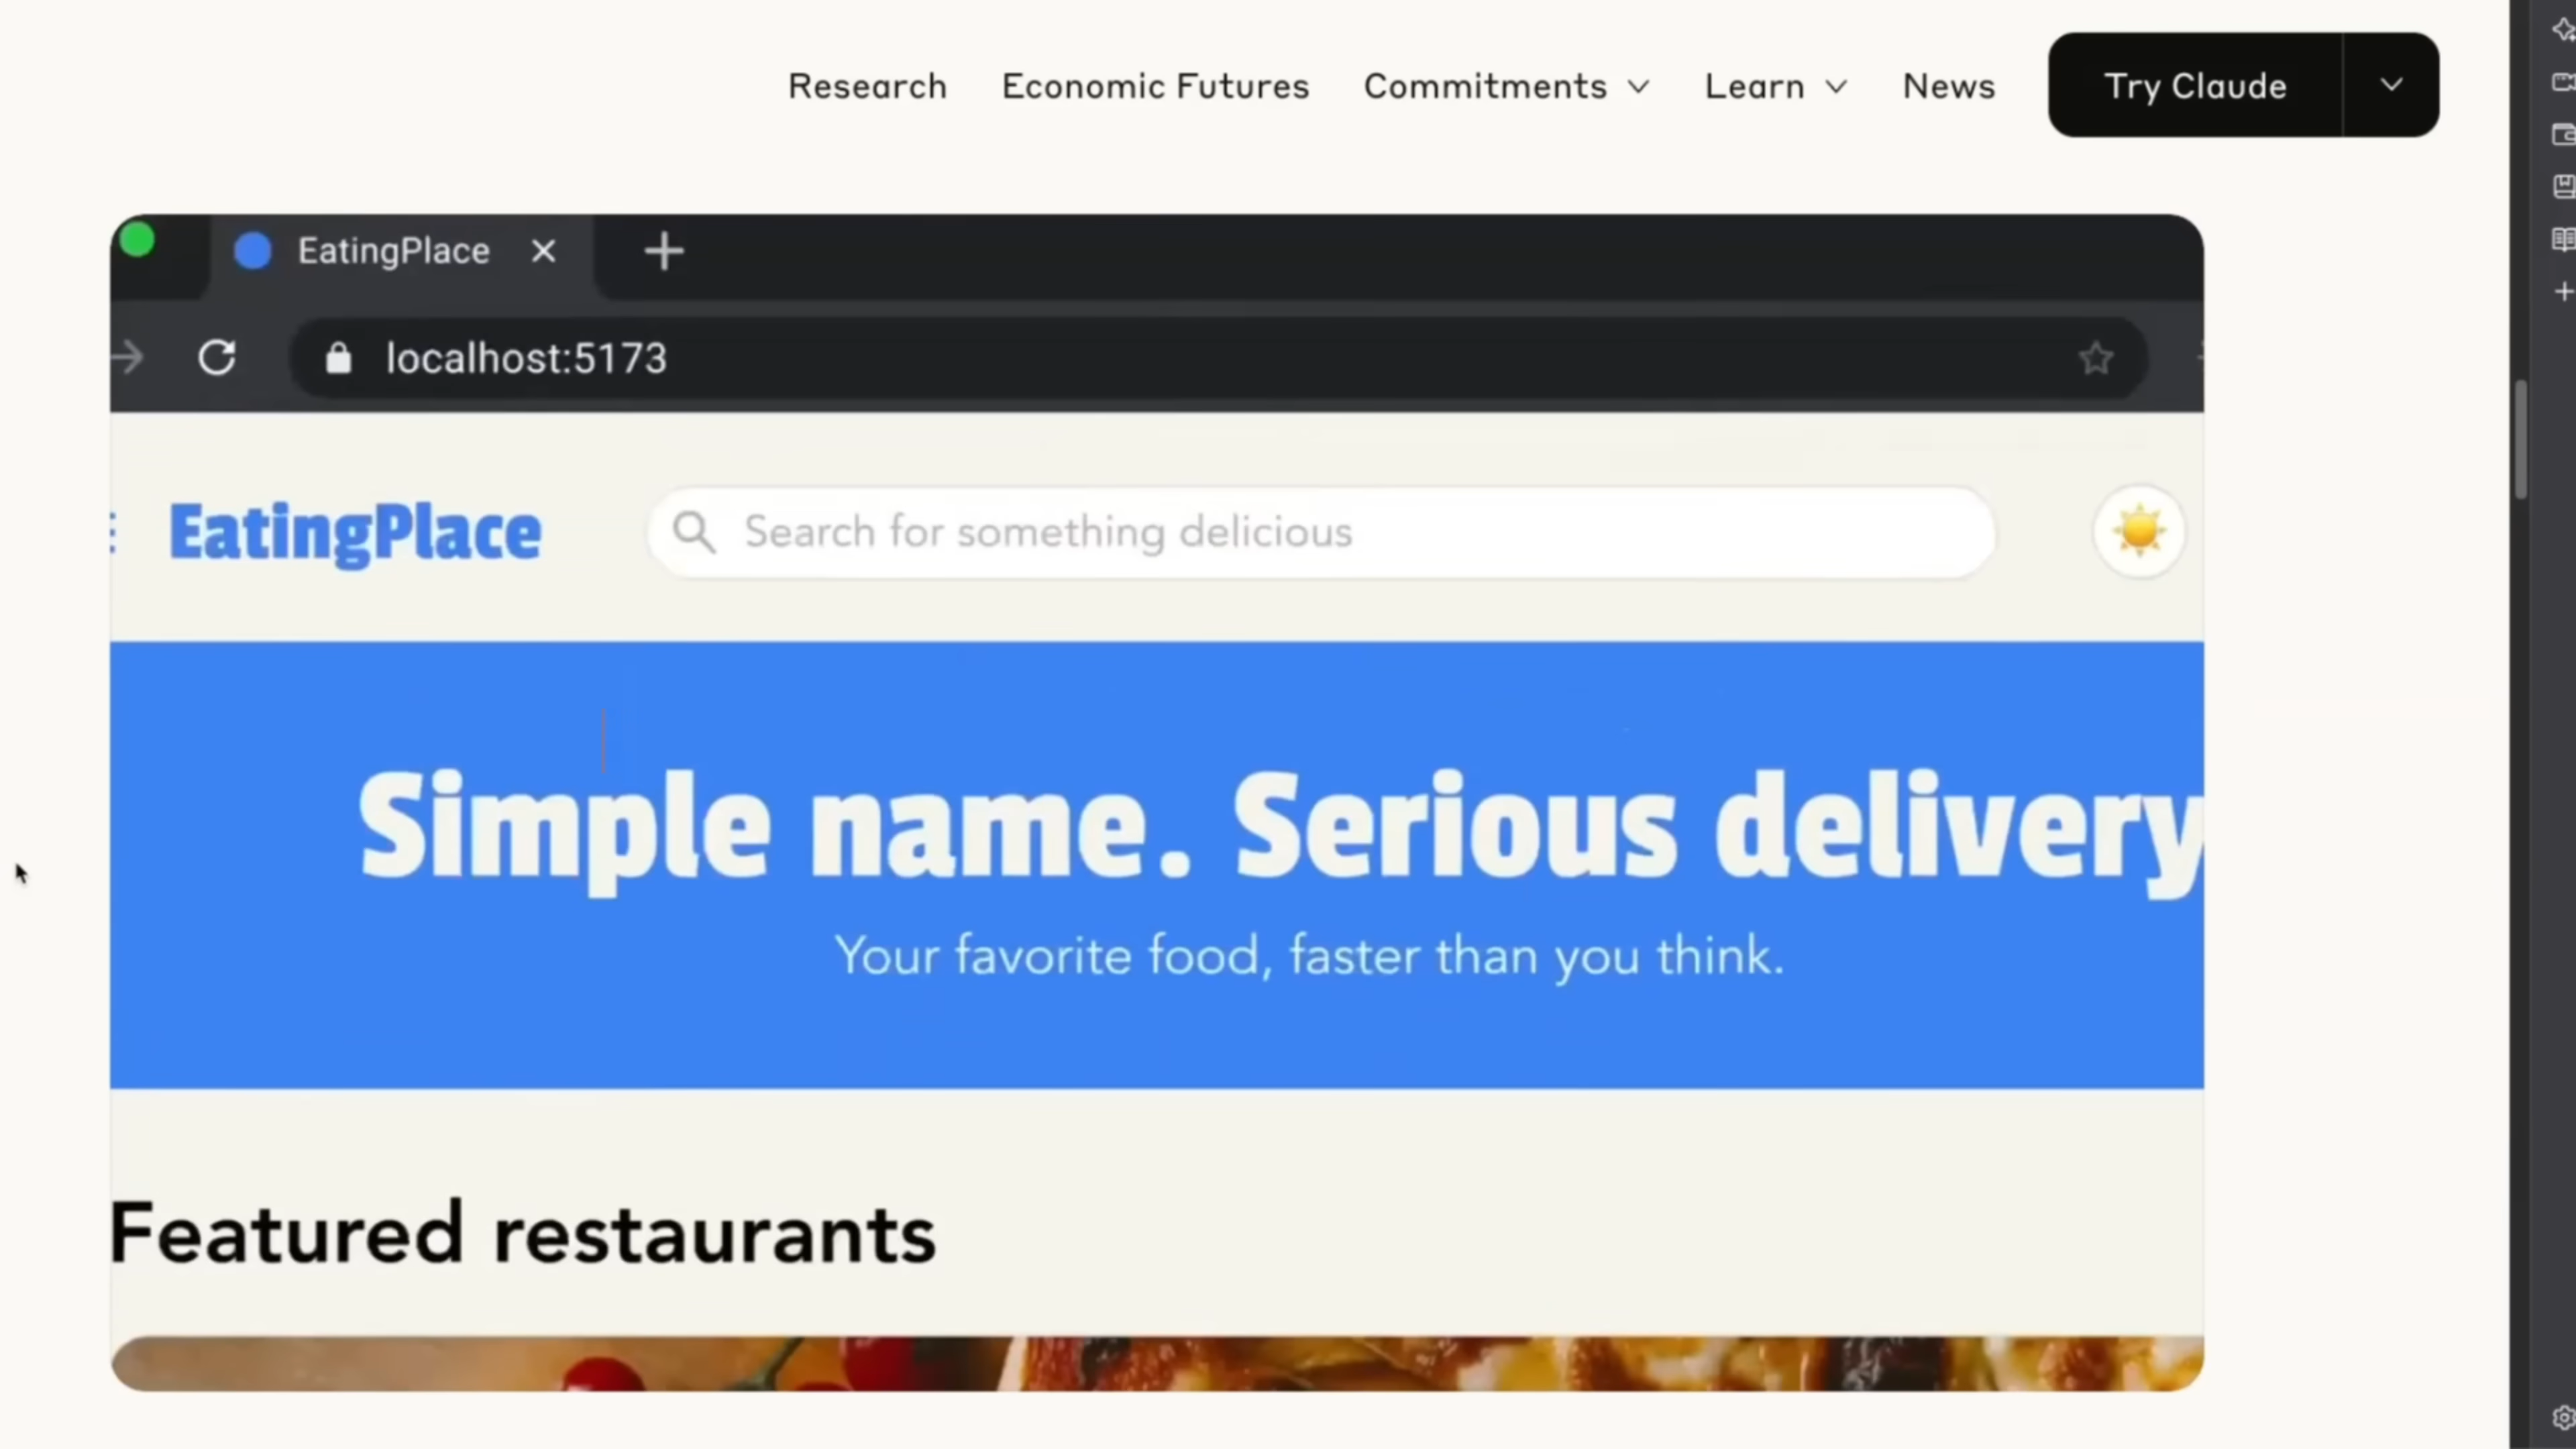 Research Economic Futures Commitments Learn News Try Claude
EatingPlace
localhost:5173
EatingPlace Search for something delicious
Simple name. Serious delivery
Your favorite food, faster than you think.
Featured restaurants